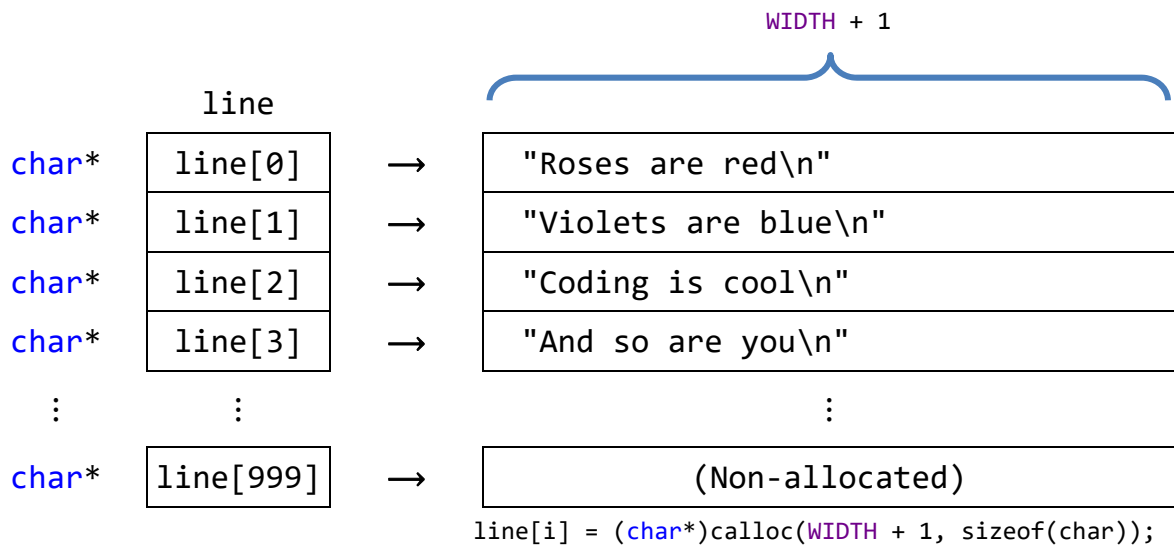 WIDTH + 1
line
char* line[0] → "Roses are red\n"
char* line[1] → "Violets are blue\n"
char* line[2] → "Coding is cool\n"
char* line[3] → "And so are you\n"
⋮ ⋮ ⋮
char* line[999] → (Non-allocated)
line[i] = (char*)calloc(WIDTH + 1, sizeof(char));